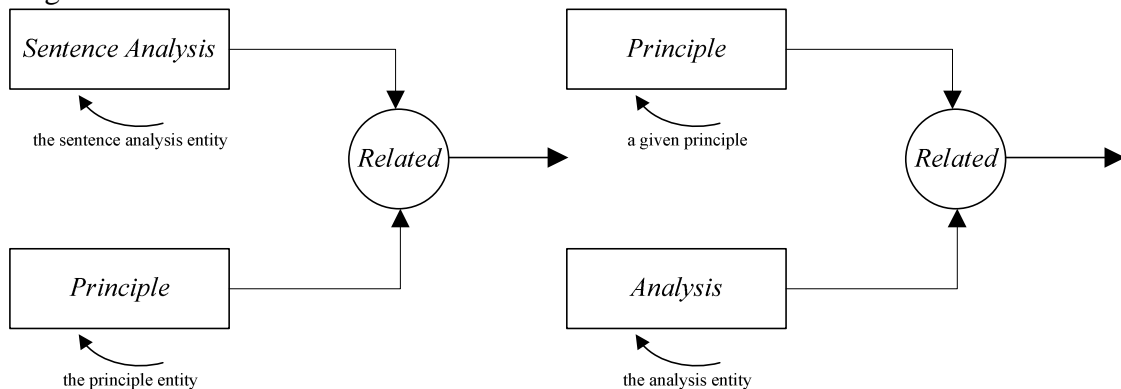 Sentence Analysis
the sentence analysis entity
Related
Principle
the principle entity
Principle
a given principle
Related
Analysis
the analysis entity